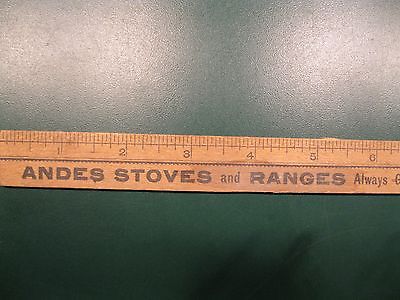 1 2 3 4 5 6
ANDES STOVES and RANGES Always